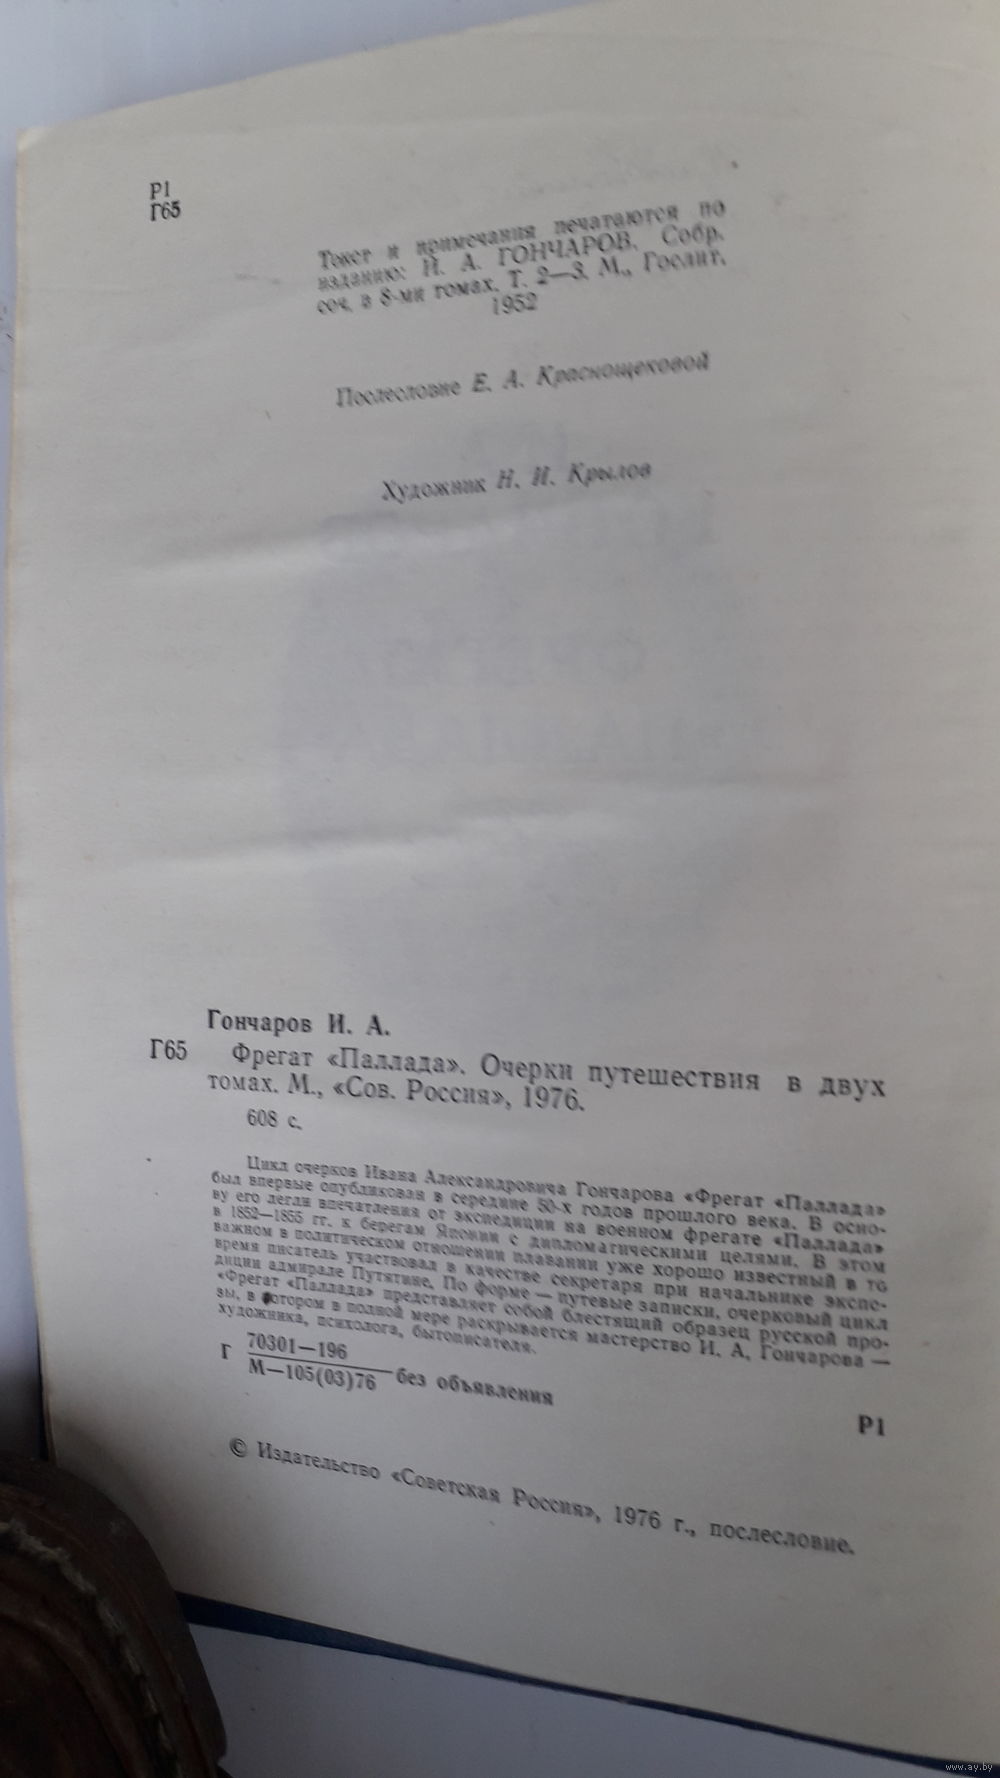 Р1
Г65
Текст и примечания печатаются по
изданию: И. А. ГОНЧАРОВ. Собр.
соч. в 8-ми томах. Т. 2—3. М., Гослит.
1952
Послесловие Е. А. Краснощековой
Художник Н. И. Крылов
Гончаров И. А.
Г65 Фрегат «Паллада». Очерки путешествия в двух
томах. М., «Сов. Россия», 1976.
608 с.
Цикл очерков Ивана Александровича Гончарова «Фрегат «Паллада»
был впервые опубликован в середине 50-х годов прошлого века. В осно-
ву его легли впечатления от экспедиции на военном фрегате «Паллада»
в 1852—1855 гг. к берегам Японии с дипломатическими целями. В этом
важном в политическом отношении плавании уже хорошо известный в то
время писатель участвовал в качестве секретаря при начальнике экспе-
диции адмирале Путятине. По форме — путевые записки, очерковый цикл
«Фрегат «Паллада» представляет собой блестящий образец русской про-
зы, в котором в полной мере раскрывается мастерство И. А. Гончарова —
художника, психолога, бытописателя.
Г 70301—196
М—105(03)76 без объявления
Р1
© Издательство «Советская Россия», 1976 г., послесловие.
www.ay.by